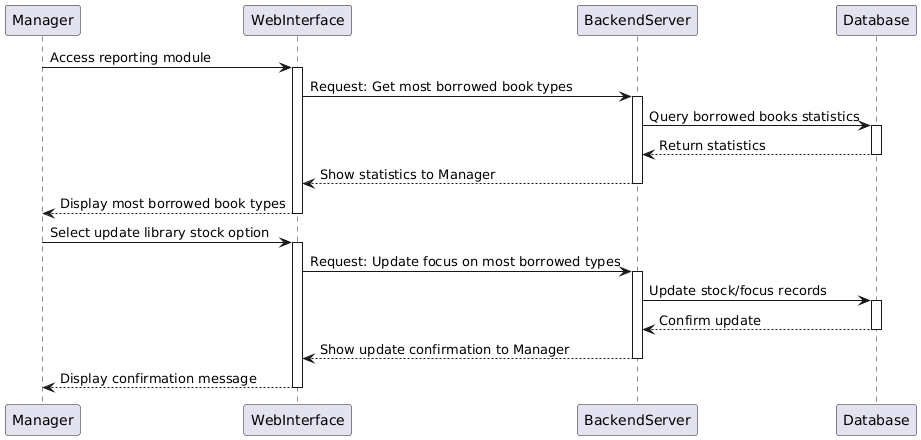 Manager
WebInterface
BackendServer
Database
Access reporting module
Request: Get most borrowed book types
Query borrowed books statistics
Return statistics
Show statistics to Manager
Display most borrowed book types
Select update library stock option
Request: Update focus on most borrowed types
Update stock/focus records
Confirm update
Show update confirmation to Manager
Display confirmation message
Manager
WebInterface
BackendServer
Database